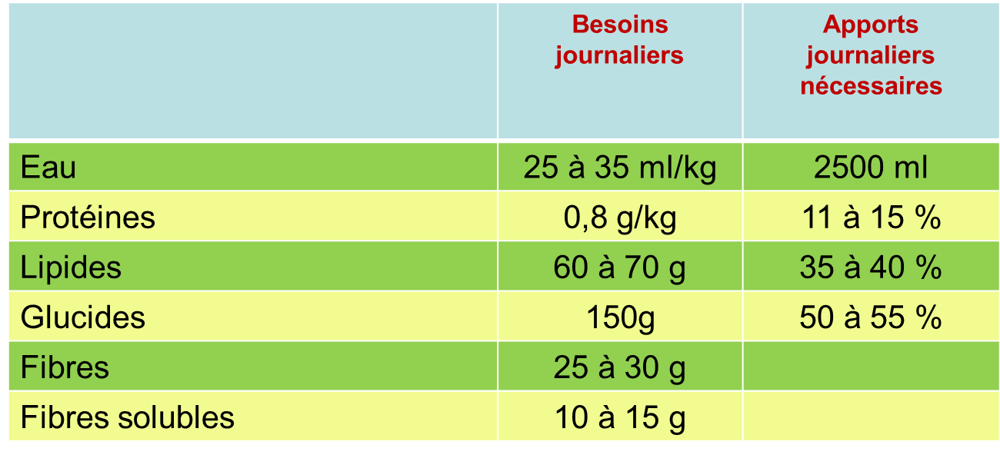 Besoins
journaliers
Apports
journaliers
nécessaires
Eau 25 à 35 ml/kg 2500 ml
Protéines 0,8 g/kg 11 à 15 %
Lipides 60 à 70 g 35 à 40 %
Glucides 150g 50 à 55 %
Fibres 25 à 30 g
Fibres solubles 10 à 15 g